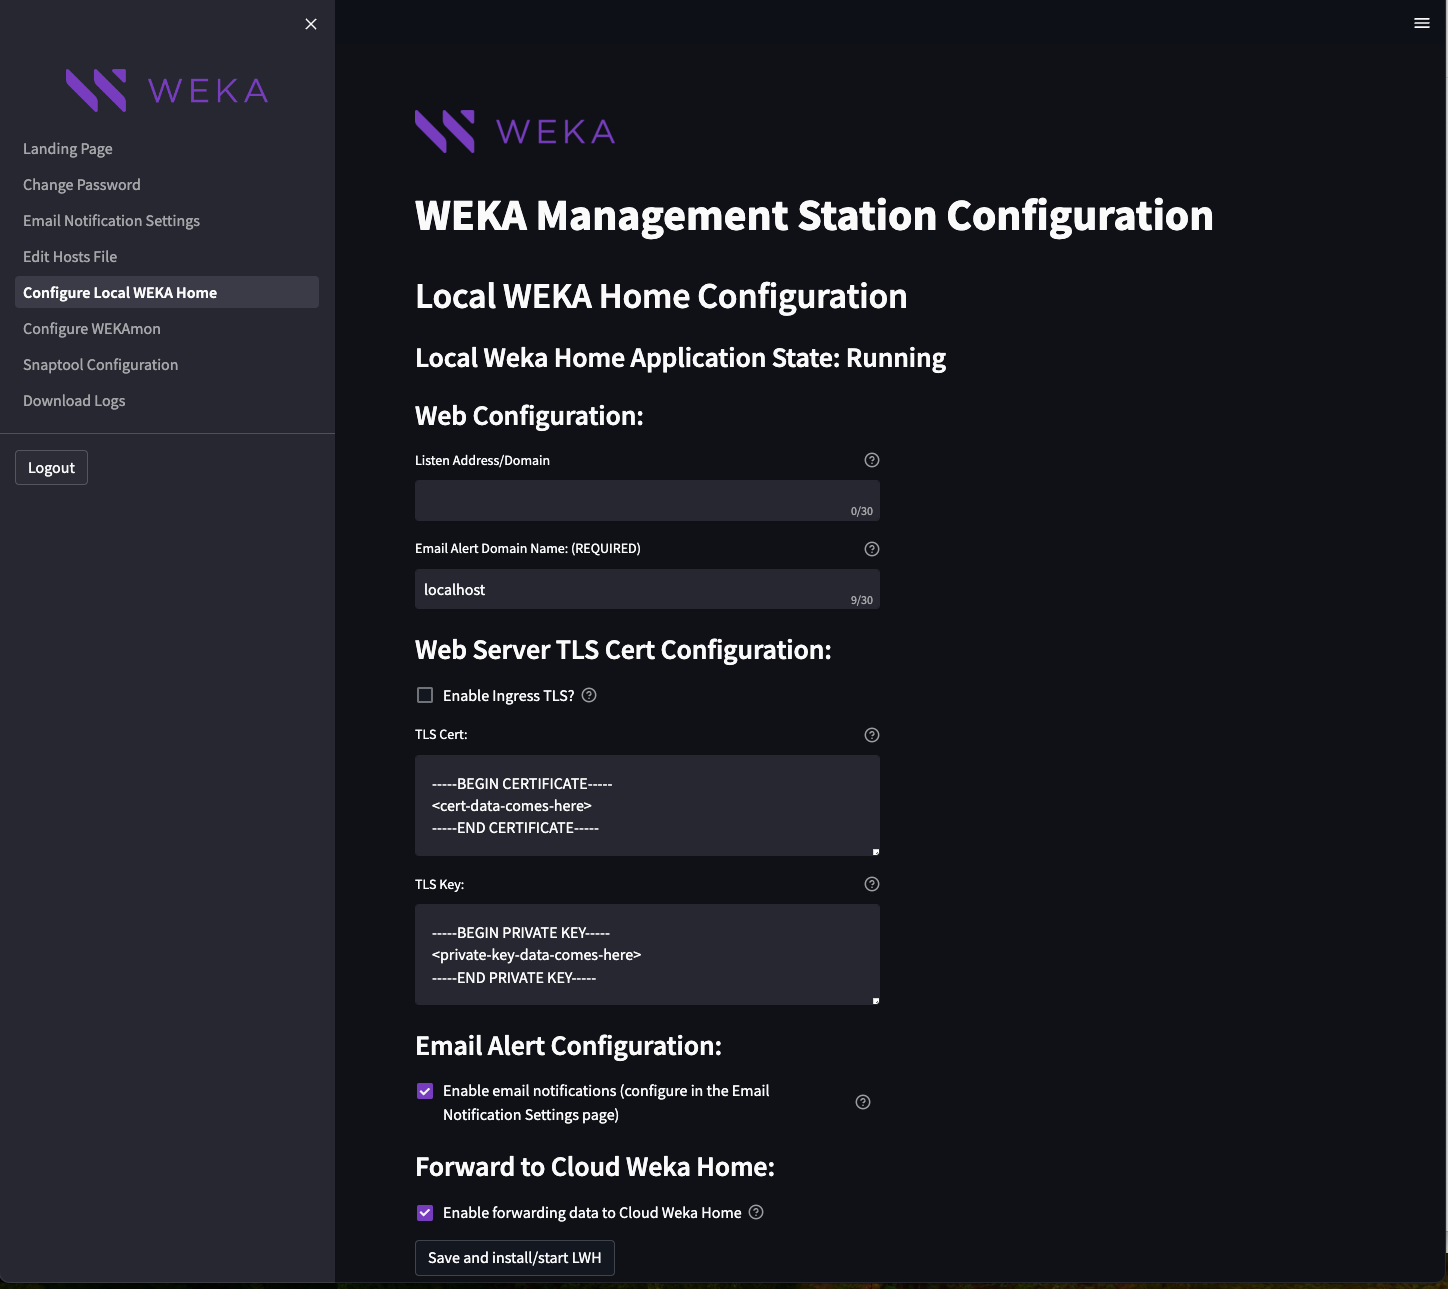 WEKA
Landing Page
Change Password
Email Notification Settings
Edit Hosts File
Configure Local WEKA Home
Configure WEKAmon
Snaptool Configuration
Download Logs
Logout
WEKA
WEKA Management Station Configuration
Local WEKA Home Configuration
Local Weka Home Application State: Running
Web Configuration:
Listen Address/Domain
0/30
Email Alert Domain Name: (REQUIRED)
localhost
9/30
Web Server TLS Cert Configuration:
Enable Ingress TLS?
TLS Cert:
-----BEGIN CERTIFICATE-----
<cert-data-comes-here>
-----END CERTIFICATE-----
TLS Key:
-----BEGIN PRIVATE KEY-----
<private-key-data-comes-here>
-----END PRIVATE KEY-----
Email Alert Configuration:
Enable email notifications (configure in the Email
Notification Settings page)
Forward to Cloud Weka Home:
Enable forwarding data to Cloud Weka Home
Save and install/start LWH